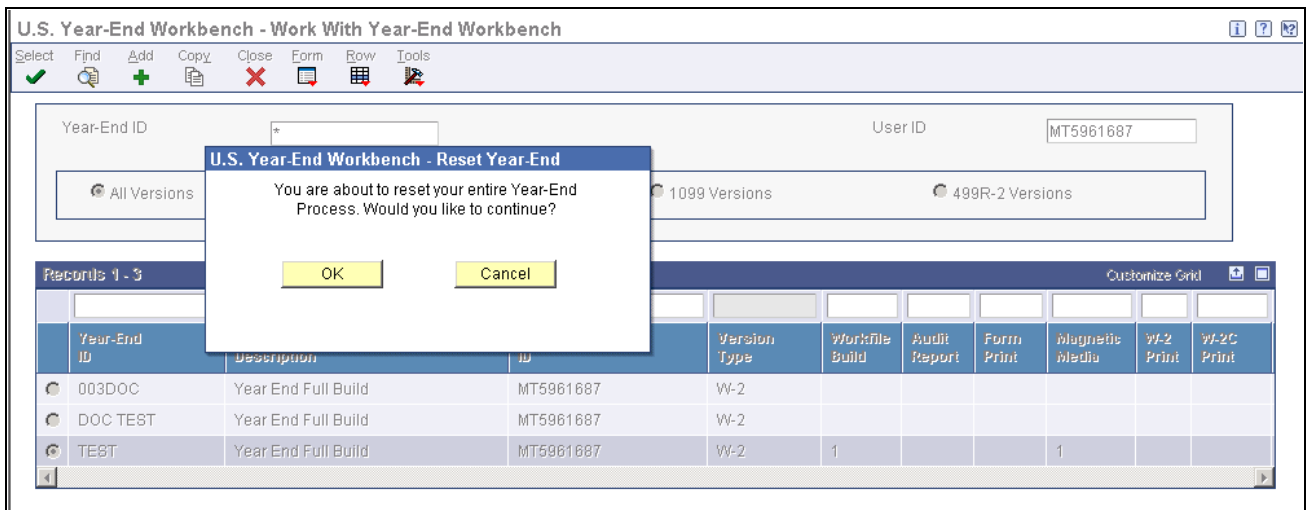 U.S. Year-End Workbench - Work With Year-End Workbench
Select Find Add Copy Close Form Row Tools
Year-End ID * User ID MT5961687
U.S. Year-End Workbench - Reset Year-End
You are about to reset your entire Year-End
Process. Would you like to continue?
OK Cancel
All Versions 1099 Versions 499R-2 Versions
Records 1 - 3 Customize Grid
Year-End Version Workfile Audit Form Magnetic W-2 W-2C
ID Description ID Type Build Report Print Media Print Print
003DOC Year End Full Build MT5961687 W-2
DOC TEST Year End Full Build MT5961687 W-2
TEST Year End Full Build MT5961687 W-2 1 1